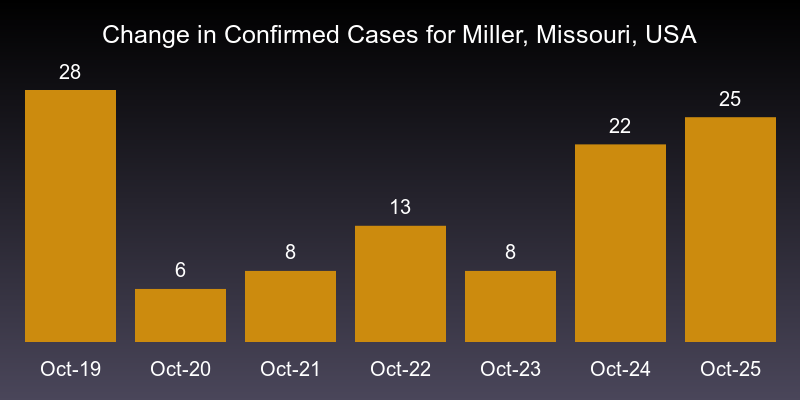 Change in Confirmed Cases for Miller, Missouri, USA
28
6
8
13
8
22
25
Oct-19
Oct-20
Oct-21
Oct-22
Oct-23
Oct-24
Oct-25